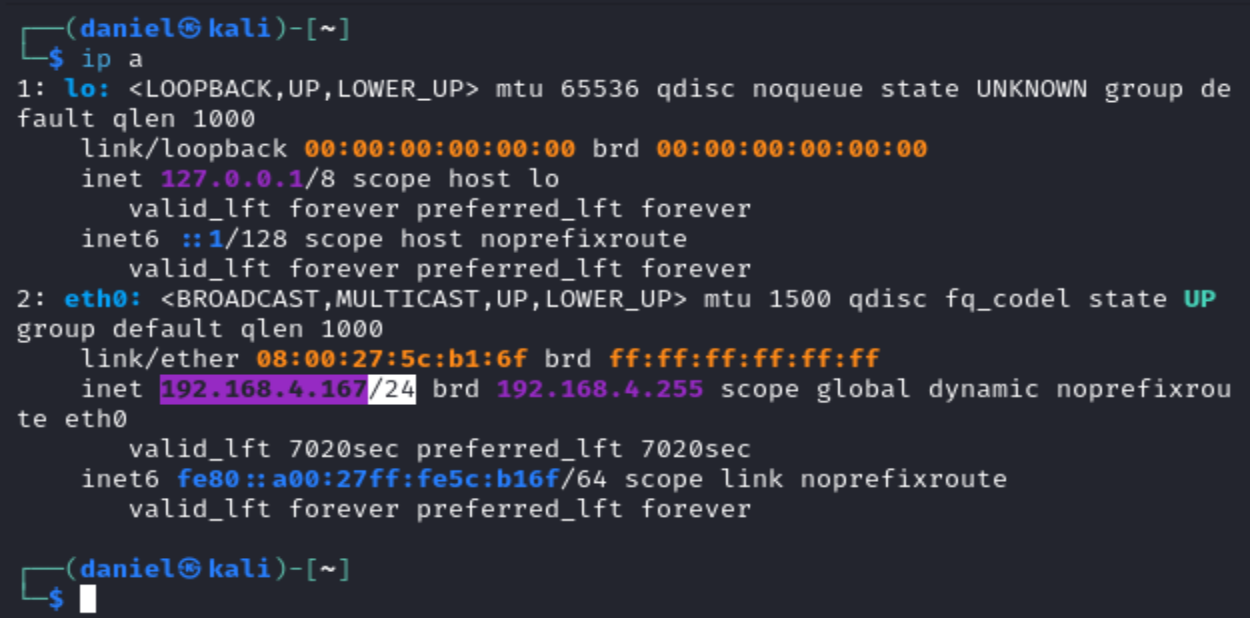 ┌──(daniel㉿kali)-[~]
└─$ ip a
1: lo: <LOOPBACK,UP,LOWER_UP> mtu 65536 qdisc noqueue state UNKNOWN group de
fault qlen 1000
    link/loopback 00:00:00:00:00:00 brd 00:00:00:00:00:00
    inet 127.0.0.1/8 scope host lo
       valid_lft forever preferred_lft forever
    inet6 ::1/128 scope host noprefixroute
       valid_lft forever preferred_lft forever
2: eth0: <BROADCAST,MULTICAST,UP,LOWER_UP> mtu 1500 qdisc fq_codel state UP
group default qlen 1000
    link/ether 08:00:27:5c:b1:6f brd ff:ff:ff:ff:ff:ff
    inet 192.168.4.167/24 brd 192.168.4.255 scope global dynamic noprefixrou
te eth0
       valid_lft 7020sec preferred_lft 7020sec
    inet6 fe80::a00:27ff:fe5c:b16f/64 scope link noprefixroute
       valid_lft forever preferred_lft forever
┌──(daniel㉿kali)-[~]
└─$